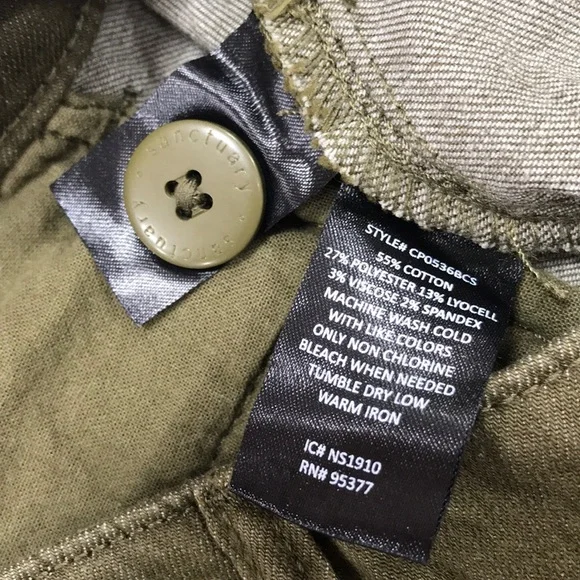 sanctuary
sanctuary
STYLE# CP0536BCS
55% COTTON
27% POLYESTER 13% LYOCELL
3% VISCOSE 2% SPANDEX
MACHINE WASH COLD
WITH LIKE COLORS
ONLY NON CHLORINE
BLEACH WHEN NEEDED
TUMBLE DRY LOW
WARM IRON
IC# NS1910
RN# 95377